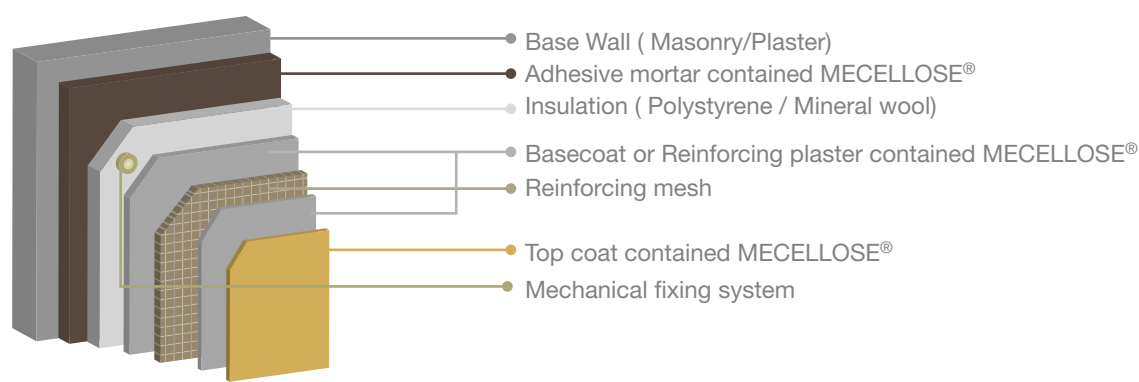 Base Wall ( Masonry/Plaster)
Adhesive mortar contained MECELLOSE®
Insulation ( Polystyrene / Mineral wool)
Basecoat or Reinforcing plaster contained MECELLOSE®
Reinforcing mesh
Top coat contained MECELLOSE®
Mechanical fixing system